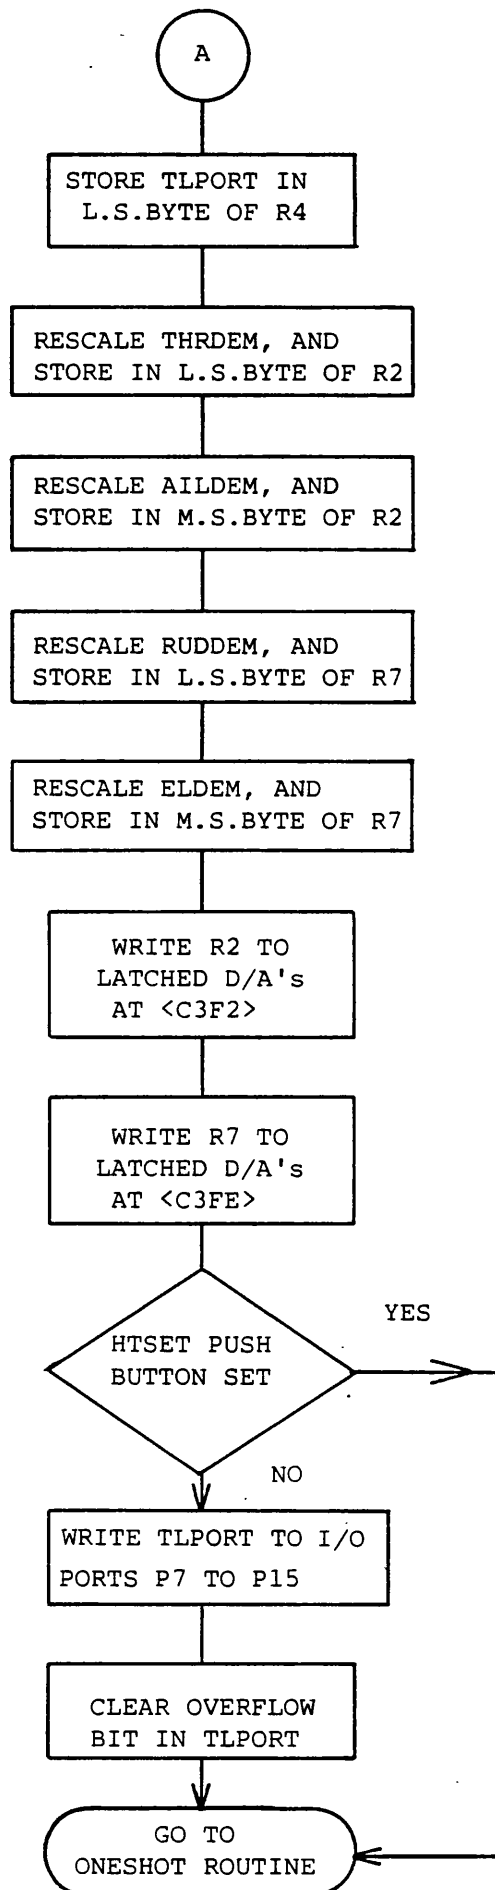 A
STORE TLPORT IN
L.S.BYTE OF R4
RESCALE THRDEM, AND
STORE IN L.S.BYTE OF R2
RESCALE AILDEM, AND
STORE IN M.S.BYTE OF R2
RESCALE RUDDEM, AND
STORE IN L.S.BYTE OF R7
RESCALE ELDEM, AND
STORE IN M.S.BYTE OF R7
WRITE R2 TO
LATCHED D/A's
AT <C3F2>
WRITE R7 TO
LATCHED D/A's
AT <C3FE>
YES
HTSET PUSH
BUTTON SET
NO
WRITE TLPORT TO I/O
PORTS P7 TO P15
CLEAR OVERFLOW
BIT IN TLPORT
GO TO
ONESHOT ROUTINE